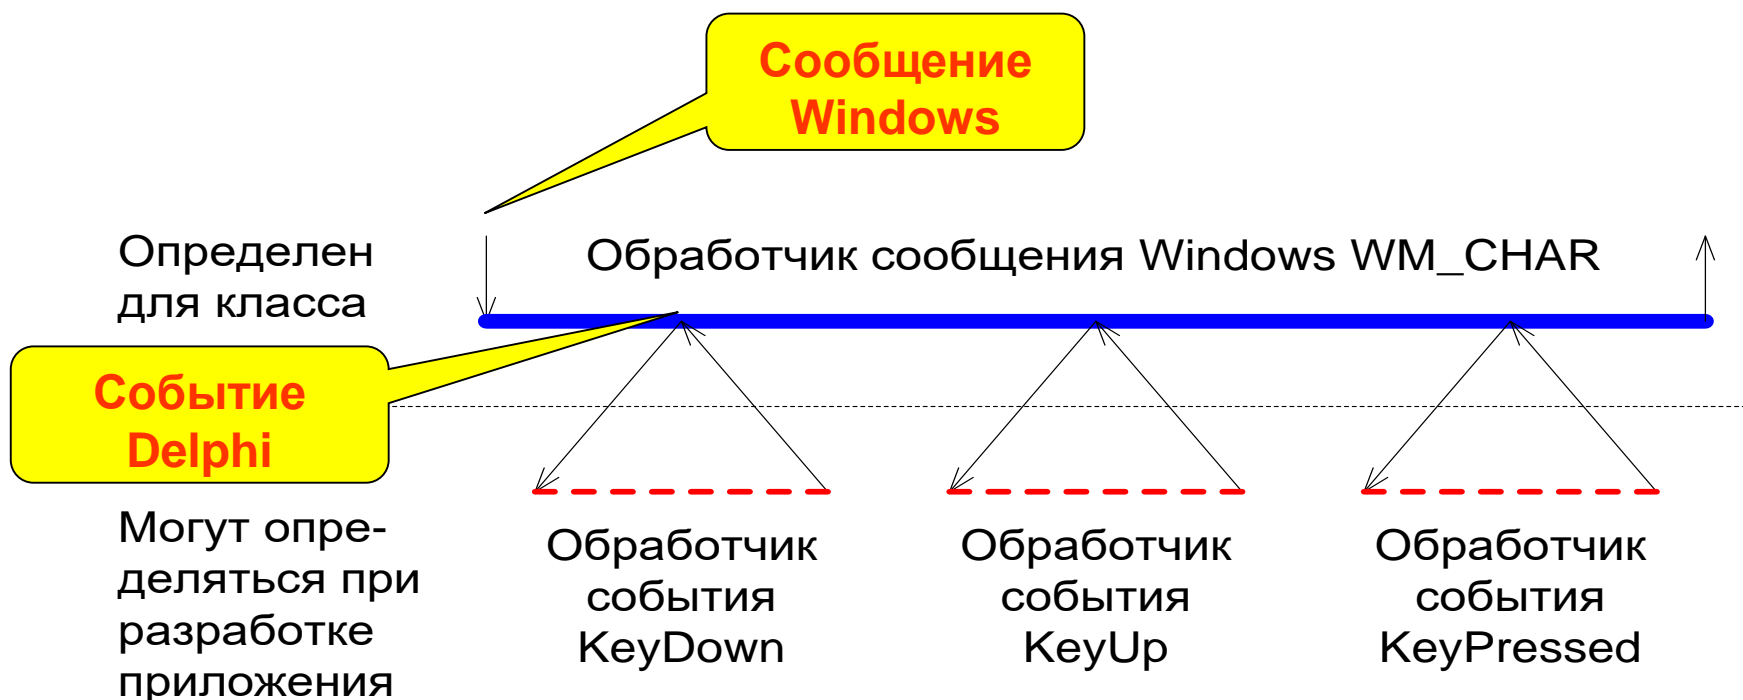 Сообщение
Windows
Определен
для класса
Обработчик сообщения Windows WM_CHAR
Событие
Delphi
Могут опре-
деляться при
разработке
приложения
Обработчик
события
KeyDown
Обработчик
события
KeyUp
Обработчик
события
KeyPressed